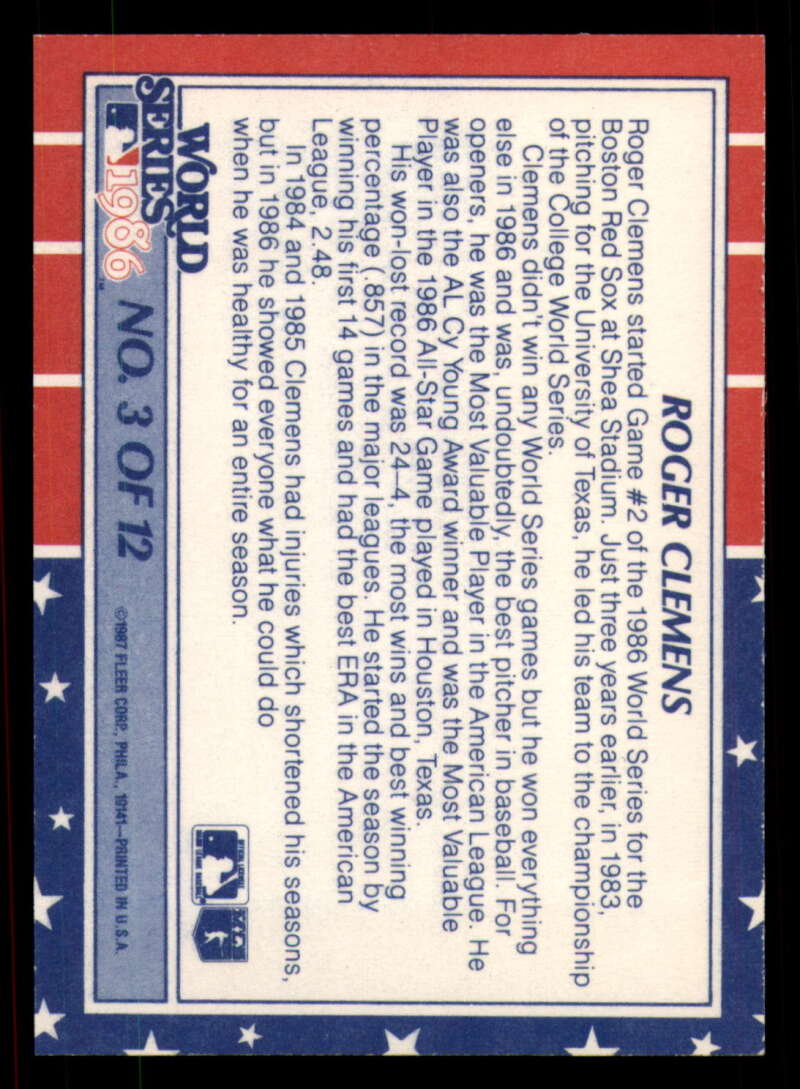 ROGER CLEMENS
Roger Clemens started Game #2 of the 1986 World Series for the
Boston Red Sox at Shea Stadium. Just three years earlier, in 1983,
pitching for the University of Texas, he led his team to the championship
of the College World Series.
Clemens didn't win any World Series games but he won everything
else in 1986 and was, undoubtedly, the best pitcher in baseball. For
openers, he was the Most Valuable Player in the American League. He
was also the AL Cy Young Award winner and was the Most Valuable
Player in the 1986 All-Star Game played in Houston, Texas.
His won-lost record was 24-4, the most wins and best winning
percentage (.857) in the major leagues. He started the season by
winning his first 14 games and had the best ERA in the American
League, 2.48.
In 1984 and 1985 Clemens had injuries which shortened his seasons,
but in 1986 he showed everyone what he could do
when he was healthy for an entire season.
WORLD
SERIES
1986
TM
NO. 3 OF 12
©1987 FLEER CORP., PHILA., 19141—PRINTED IN U.S.A.